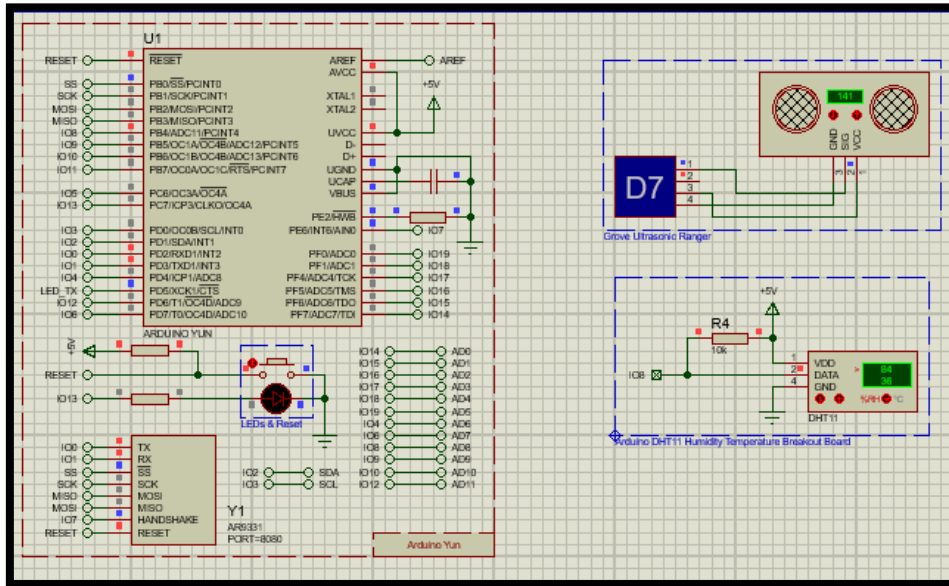 U1
RESET
RESET
AREF
AREF
AVCC
+5V
SS
PB0/SS/PCINT0
SCK
PB1/SCK/PCINT1
XTAL1
MOSI
PB2/MOSI/PCINT2
XTAL2
MISO
PB3/MISO/PCINT3
IO8
PB4/ADC11/PCINT4
UVCC
IO9
PB5/OC1A/OC4B/ADC12/PCINT5
D-
IO10
PB6/OC1B/OC4B/ADC13/PCINT6
D+
IO11
PB7/OC0A/OC1C/RTS/PCINT7
UGND
UCAP
IO5
PC6/OC3A/OC4A
VBUS
IO13
PC7/ICP3/CLKO/OC4A
PE2/HWB
IO3
PD0/OC0B/SCL/INT0
PE6/INT6/AIN0
IO7
IO2
PD1/SDA/INT1
IO0
PD2/RXD1/INT2
PF0/ADC0
IO19
IO1
PD3/TXD1/INT3
PF1/ADC1
IO18
IO4
PD4/ICP1/ADC8
PF4/ADC4/TCK
IO17
LED_TX
PD5/XCK1/CTS
PF5/ADC5/TMS
IO16
IO12
PD6/T1/OC4D/ADC9
PF6/ADC6/TDO
IO15
IO6
PD7/T0/OC4D/ADC10
PF7/ADC7/TDI
IO14
ARDUINO YUN
+5V
RESET
IO13
LEDs & Reset
IO14
AD0
IO15
AD1
IO16
AD2
IO17
AD3
IO18
AD4
IO19
AD5
IO4
AD6
IO6
AD7
IO8
AD8
IO9
AD9
IO10
AD10
IO12
AD11
IO0
TX
IO1
RX
SS
SS
SCK
SCK
MISO
MOSI
MOSI
MISO
IO7
HANDSHAKE
RESET
RESET
IO2
SDA
IO3
SCL
Y1
AR9331
PORT=8080
Arduino Yun
141
GND
SIG
VCC
3
2
1
D7
1
2
3
4
Grove Ultrasonic Ranger
+5V
R4
10k
IO8
1
VDD
2
DATA
4
GND
84
36
%RH
°C
DHT11
Arduino DHT11 Humidity Temperature Breakout Board